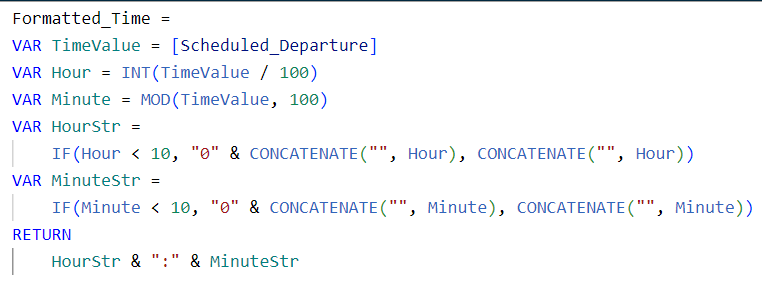 Formatted_Time =
VAR TimeValue = [Scheduled_Departure]
VAR Hour = INT(TimeValue / 100)
VAR Minute = MOD(TimeValue, 100)
VAR HourStr =
    IF(Hour < 10, "0" & CONCATENATE("", Hour), CONCATENATE("", Hour))
VAR MinuteStr =
    IF(Minute < 10, "0" & CONCATENATE("", Minute), CONCATENATE("", Minute))
RETURN
    HourStr & ":" & MinuteStr